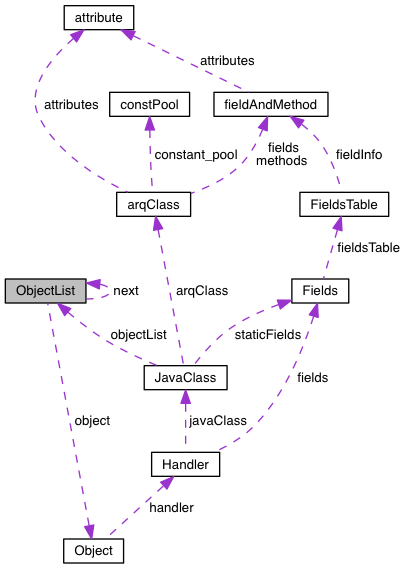 attribute
attributes
attributes
constPool
fieldAndMethod
constant_pool
fields
methods
fieldInfo
arqClass
FieldsTable
fieldsTable
ObjectList
next
arqClass
Fields
objectList
staticFields
JavaClass
fields
object
javaClass
Handler
handler
Object